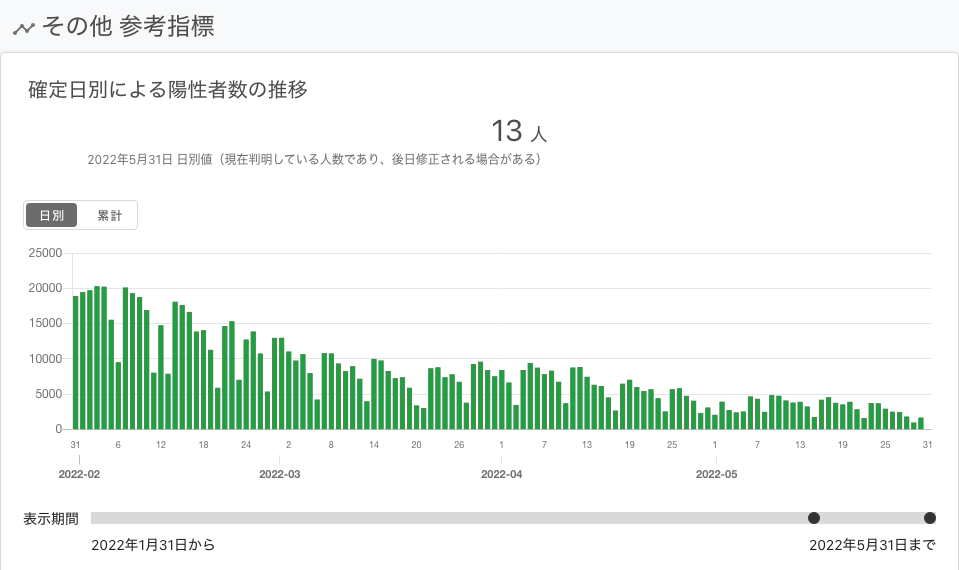 その他 参考指標
確定日別による陽性者数の推移
13 人
2022年5月31日 日別値（現在判明している人数であり、後日修正される場合がある）
日別 累計
25000
20000
15000
10000
5000
0
31 6 12 18 24 2 8 14 20 26 1 7 13 19 25 1 7 13 19 25 31
2022-02 2022-03 2022-04 2022-05
表示期間
2022年1月31日から 2022年5月31日まで